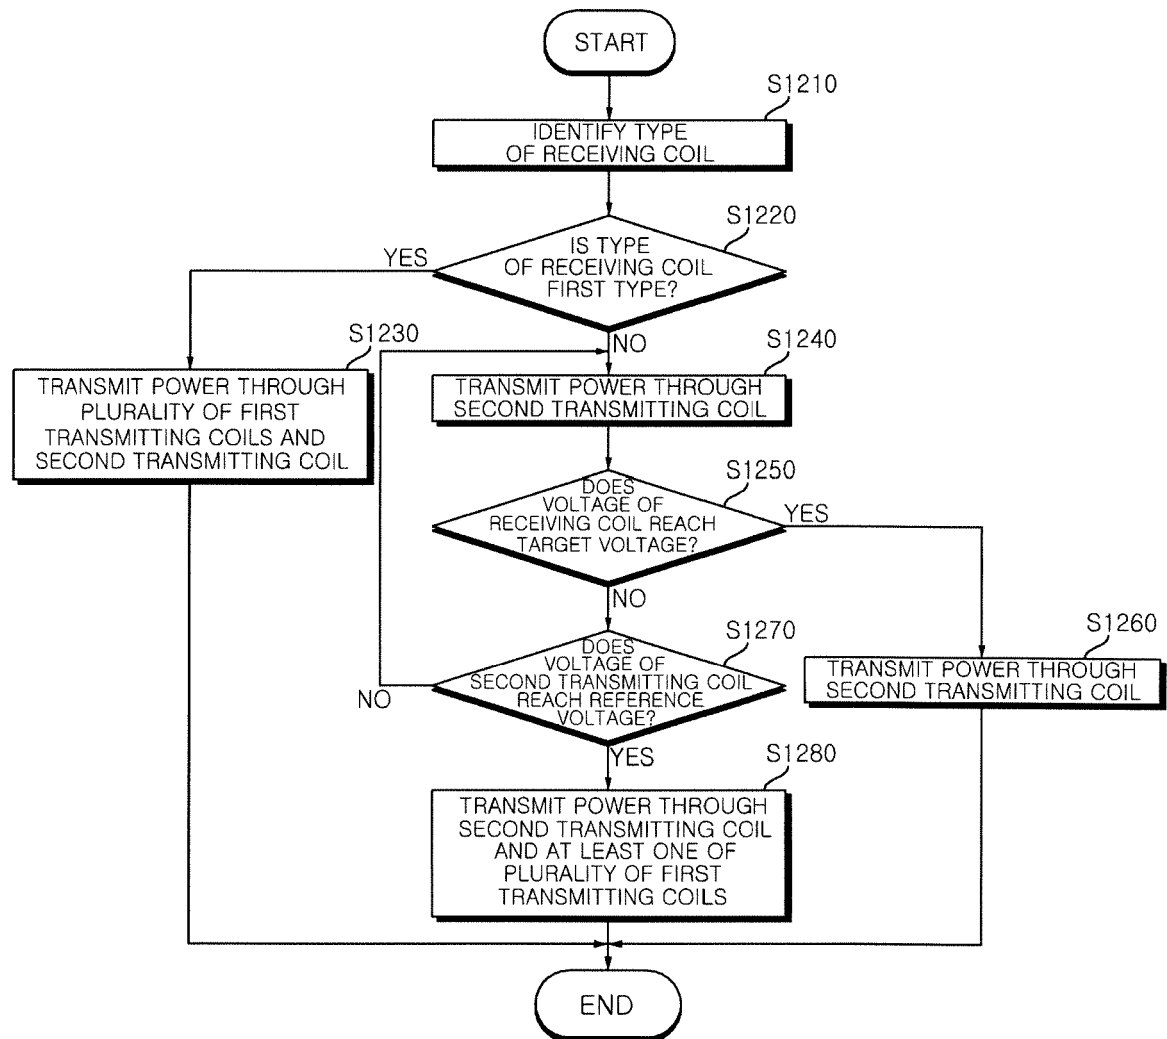 START
S1210
IDENTIFY TYPE
OF RECEIVING COIL
S1220
IS TYPE
OF RECEIVING COIL
FIRST TYPE?
YES
NO
S1230
TRANSMIT POWER THROUGH
PLURALITY OF FIRST
TRANSMITTING COILS AND
SECOND TRANSMITTING COIL
S1240
TRANSMIT POWER THROUGH
SECOND TRANSMITTING COIL
S1250
DOES
VOLTAGE OF
RECEIVING COIL REACH
TARGET VOLTAGE?
YES
NO
S1260
TRANSMIT POWER THROUGH
SECOND TRANSMITTING COIL
S1270
DOES
VOLTAGE OF
SECOND TRANSMITTING COIL
REACH REFERENCE
VOLTAGE?
NO
YES
S1280
TRANSMIT POWER THROUGH
SECOND TRANSMITTING COIL
AND AT LEAST ONE OF
PLURALITY OF FIRST
TRANSMITTING COILS
END